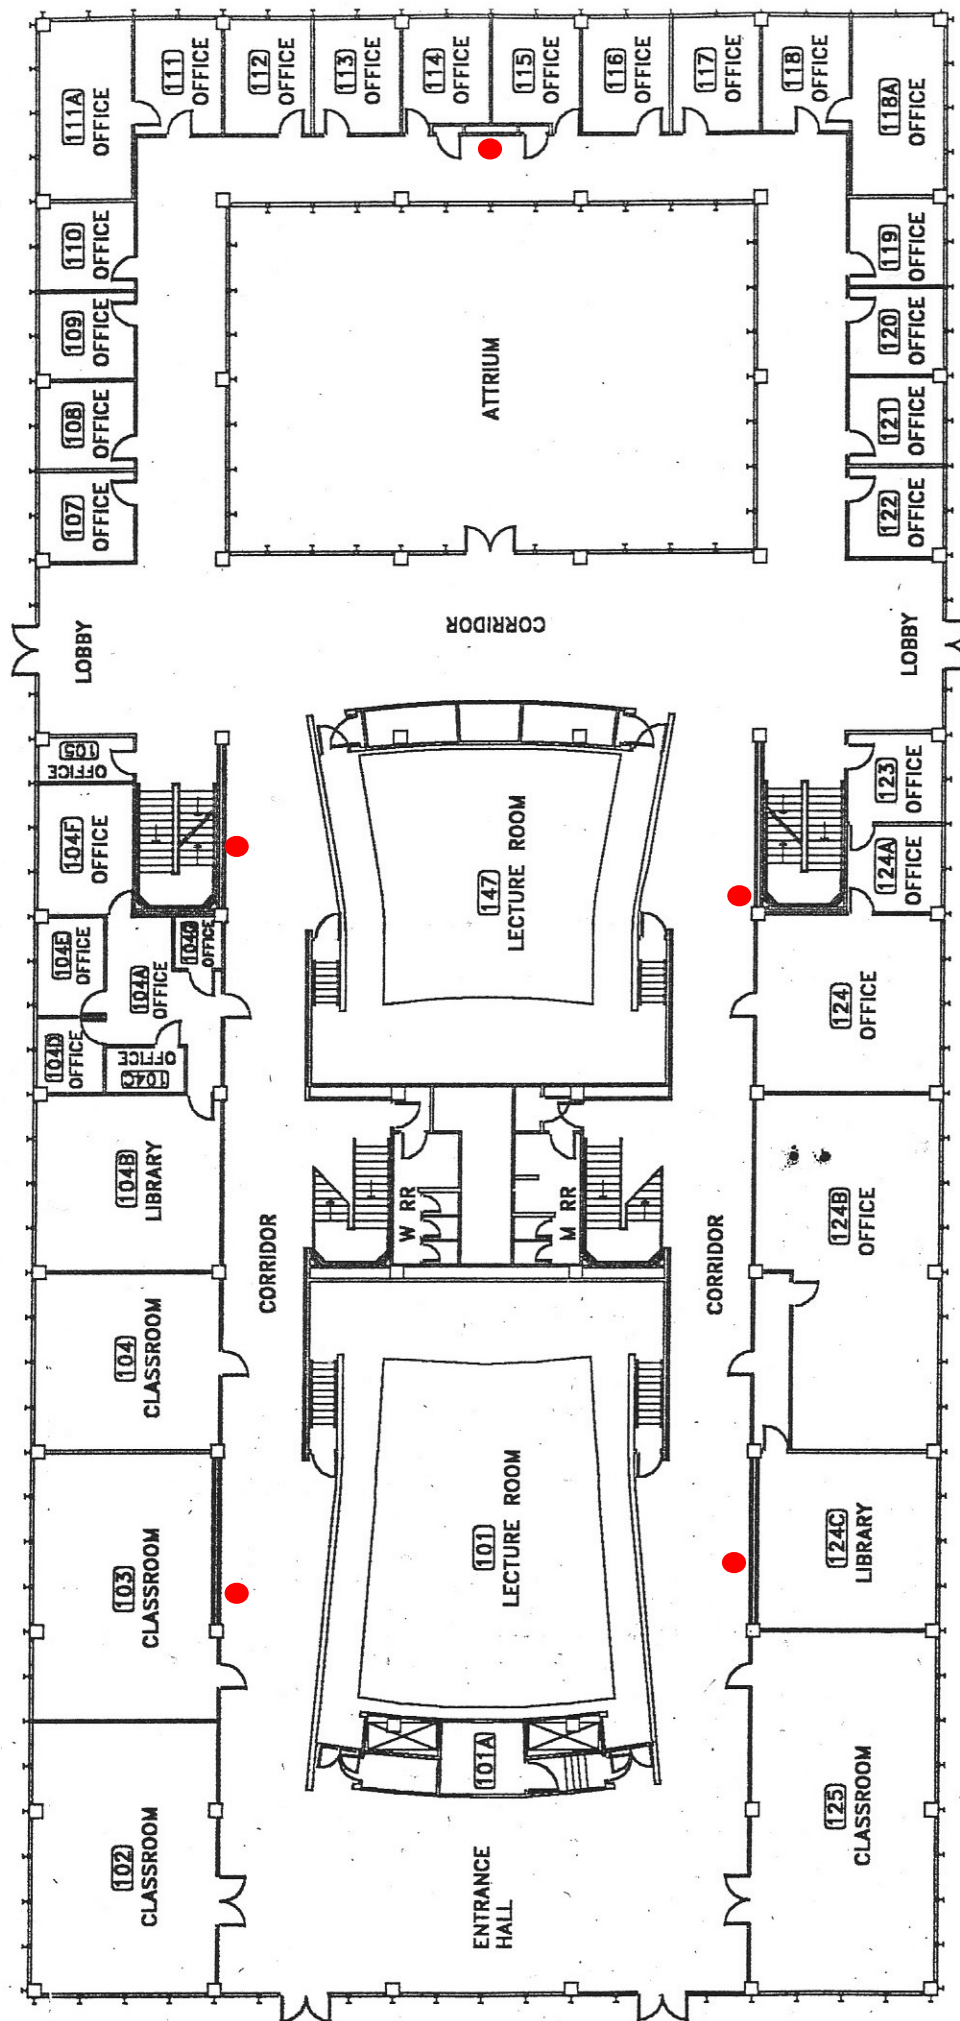 111A
OFFICE
111
OFFICE
112
OFFICE
113
OFFICE
114
OFFICE
115
OFFICE
116
OFFICE
117
OFFICE
118
OFFICE
118A
OFFICE
110
OFFICE
109
OFFICE
108
OFFICE
107
OFFICE
119
OFFICE
120
OFFICE
121
OFFICE
122
OFFICE
ATTRIUM
LOBBY
CORRIDOR
LOBBY
105
OFFICE
104F
OFFICE
104E
OFFICE
104A
OFFICE
104G
OFFICE
104D
OFFICE
104C
OFFICE
104B
LIBRARY
104
CLASSROOM
103
CLASSROOM
102
CLASSROOM
CORRIDOR
147
LECTURE ROOM
W RR
M RR
101
LECTURE ROOM
101A
ENTRANCE
HALL
CORRIDOR
123
OFFICE
124A
OFFICE
124
OFFICE
124B
OFFICE
124C
LIBRARY
125
CLASSROOM